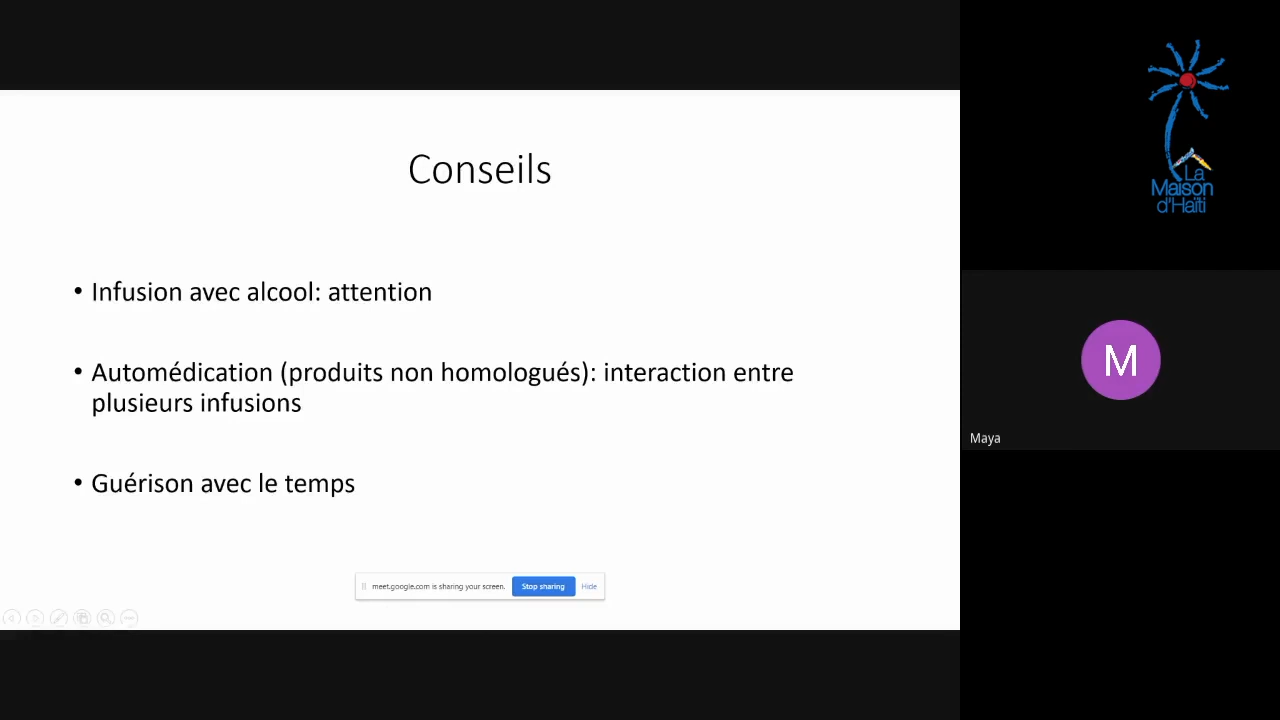 Conseils
• Infusion avec alcool: attention
• Automédication (produits non homologués): interaction entre
plusieurs infusions
• Guérison avec le temps
meet.google.com is sharing your screen. Stop sharing Hide
La
Maison
d'Haïti
M
Maya